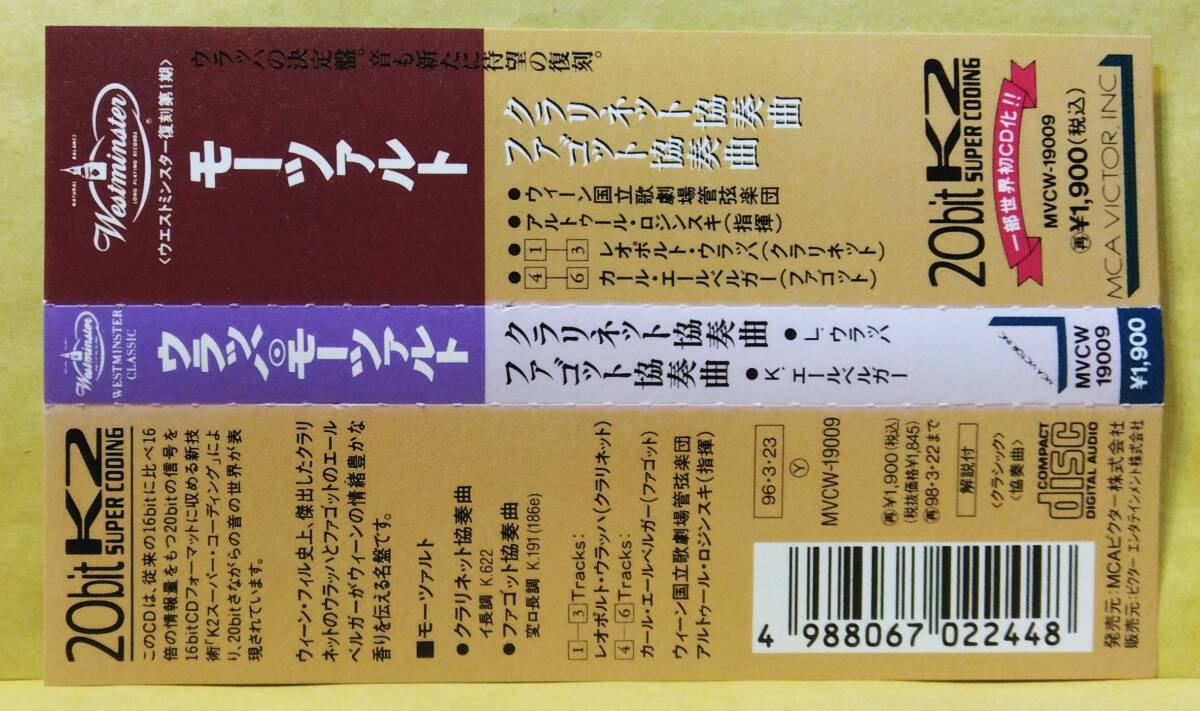 NATURAL BALANCE
Westminster
LONG PLAYING RECORDS
〈ウエストミンスター復刻第1期〉
モーツァルト
ウラッハの決定盤。音も新たに待望の復刻。
クラリネット協奏曲
ファゴット協奏曲
●ウィーン国立歌劇場管弦楽団
●アルトゥール・ロジンスキ(指揮)
●1—3 レオポルト・ウラッハ(クラリネット)
●4—6 カール・エールベルガー(ファゴット)
20bit K2
SUPER CODING
一部世界初CD化!!
MVCW-19009
再¥1,900(税込)
MCA VICTOR, INC
Westminster
WESTMINSTER
CLASSIC
ウラッハ モーツァルト
クラリネット協奏曲 ●L.ウラッハ
ファゴット協奏曲 ●K.エールベルガー
MCA VICTOR, INC
MVCW
19009
¥1,900
20bit K2
SUPER CODING
このCDは、従来の16bitに比べ16
倍の情報量をもつ20bitの信号を
16bitCDフォーマットに収める新技
術「K2スーパー・コーディング」によ
り、20bitさながらの音の世界が表
現されています。
ウィーン・フィル史上、傑出したクラリ
ネットのウラッハとファゴットのエール
ベルガーがウィーンの情緒豊かな
香りを伝える名盤です。
■モーツァルト
●クラリネット協奏曲
イ長調 K.622
●ファゴット協奏曲
変ロ長調 K.191(186e)
1—3 Tracks:
レオポルト・ウラッハ(クラリネット)
4—6 Tracks:
カール・エールベルガー(ファゴット)
ウィーン国立歌劇場管弦楽団
アルトゥール・ロジンスキ(指揮)
96・3・23
Y
MVCW-19009
再¥1,900(税込)
(税抜価格¥1,845)
再98・3・22まで
解説付
〈クラシック〉
〈協奏曲〉
COMPACT
disc
DIGITAL AUDIO
4 988067 022448
発売元:MCAビクター株式会社
販売元:ビクター エンタテインメント株式会社